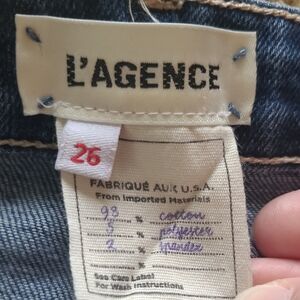 L'AGENCE
26
FABRIQUÉ AUX U.S.A.
From Imported Materials
93 % cotton
5 % polyester
2 % spandex
%
See Care Label
For Wash Instructions